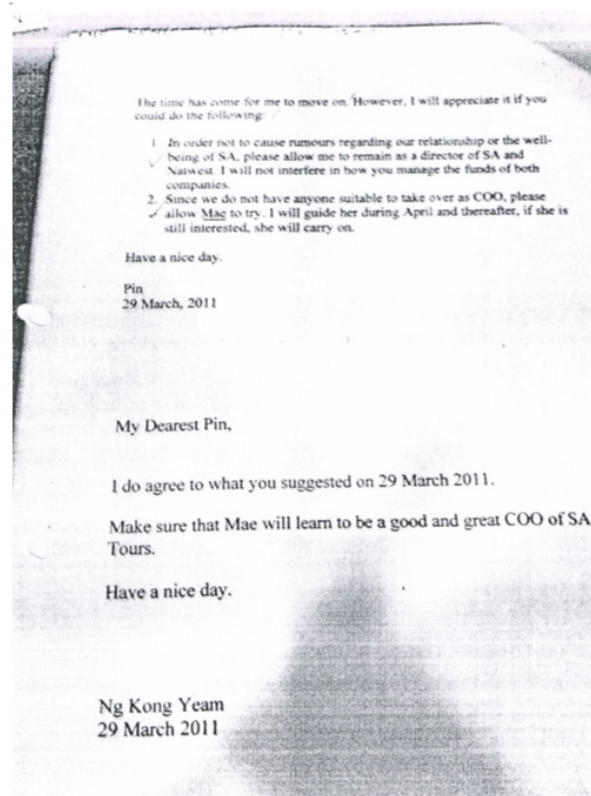 The time has come for me to move on. However, I will appreciate it if you
could do the following:
1 In order not to cause rumours regarding our relationship or the well-
being of SA, please allow me to remain as a director of SA and
Natwest. I will not interfere in how you manage the funds of both
companies.
2. Since we do not have anyone suitable to take over as COO, please
allow Mae to try. I will guide her during April and thereafter, if she is
still interested, she will carry on.
Have a nice day.
Pin
29 March, 2011
My Dearest Pin,
I do agree to what you suggested on 29 March 2011.
Make sure that Mae will learn to be a good and great COO of SA
Tours.
Have a nice day.
Ng Kong Yeam
29 March 2011